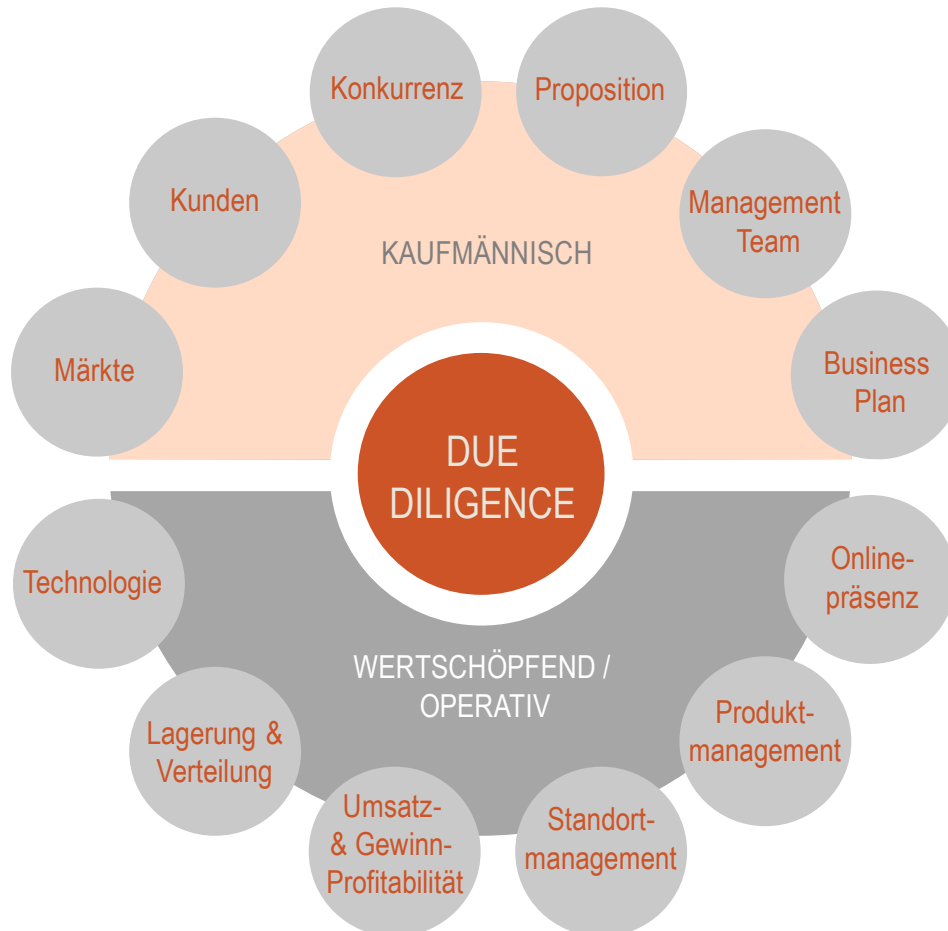 Konkurrenz
Proposition
Kunden
Management
Team
KAUFMÄNNISCH
Märkte
Business
Plan
DUE
DILIGENCE
Technologie
Online-
präsenz
WERTSCHÖPFEND /
OPERATIV
Lagerung &
Verteilung
Produkt-
management
Umsatz-
& Gewinn-
Profitabilität
Standort-
management